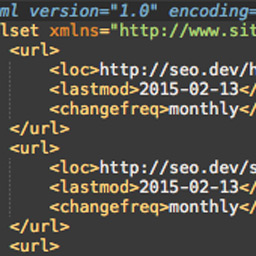 ml version="1.0" encoding=
lset xmlns="http://www.sit
<url>
<loc>http://seo.dev/h
<lastmod>2015-02-13</
<changefreq>monthly</
</url>
<url>
<loc>http://seo.dev/s
<lastmod>2015-02-13</
<changefreq>monthly</
</url>
<url>